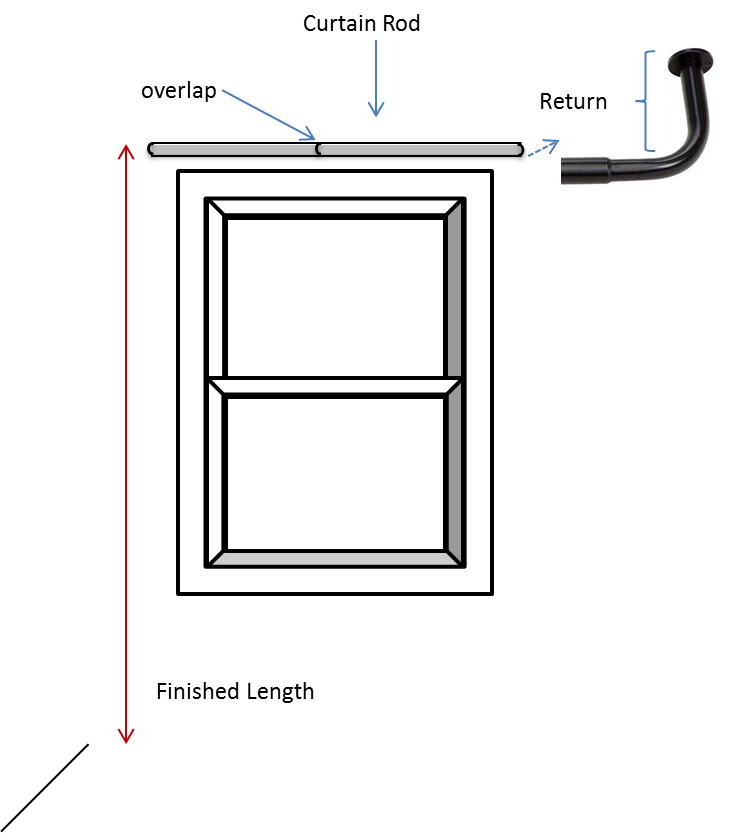 Curtain Rod
overlap
Return
Finished Length